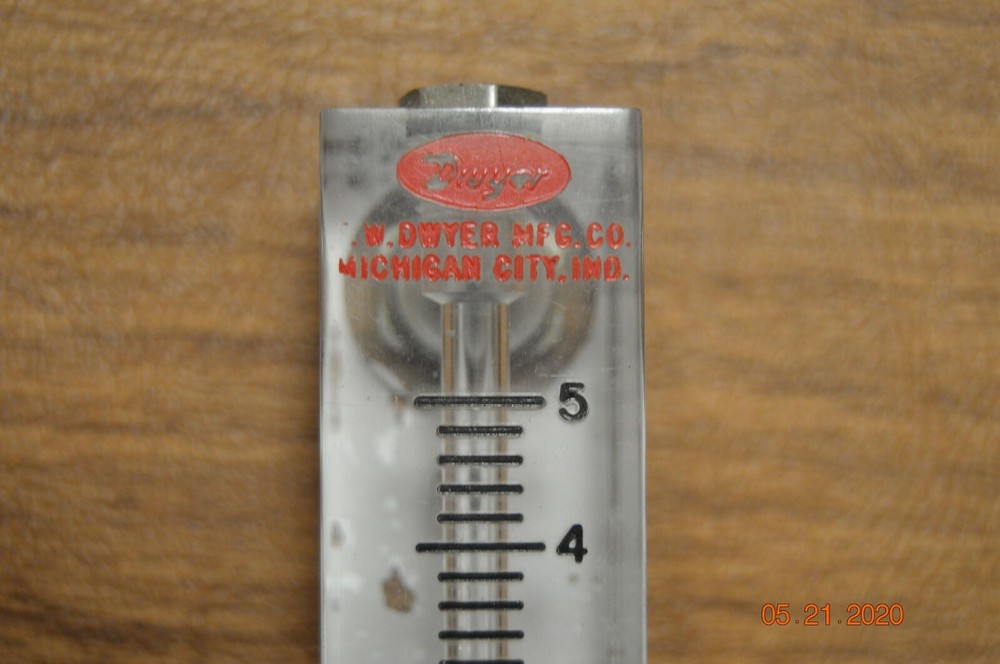 Dwyer
.W.DWYER MFG.CO.
MICHIGAN CITY, IND.
5
4
05.21.2020